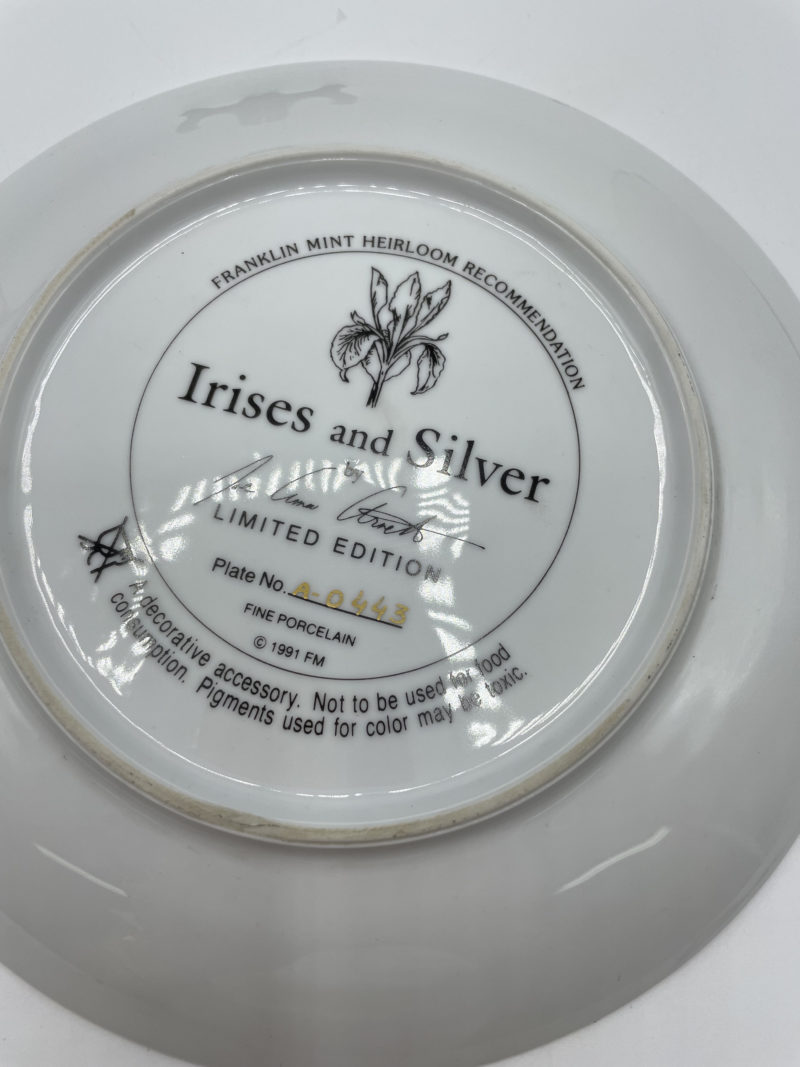 FRANKLIN MINT HEIRLOOM RECOMMENDATION
Irises and Silver
by
LIMITED EDITION
Plate No. A-0443
FINE PORCELAIN
© 1991 FM
A decorative accessory. Not to be used for food
consumption. Pigments used for color may be toxic.